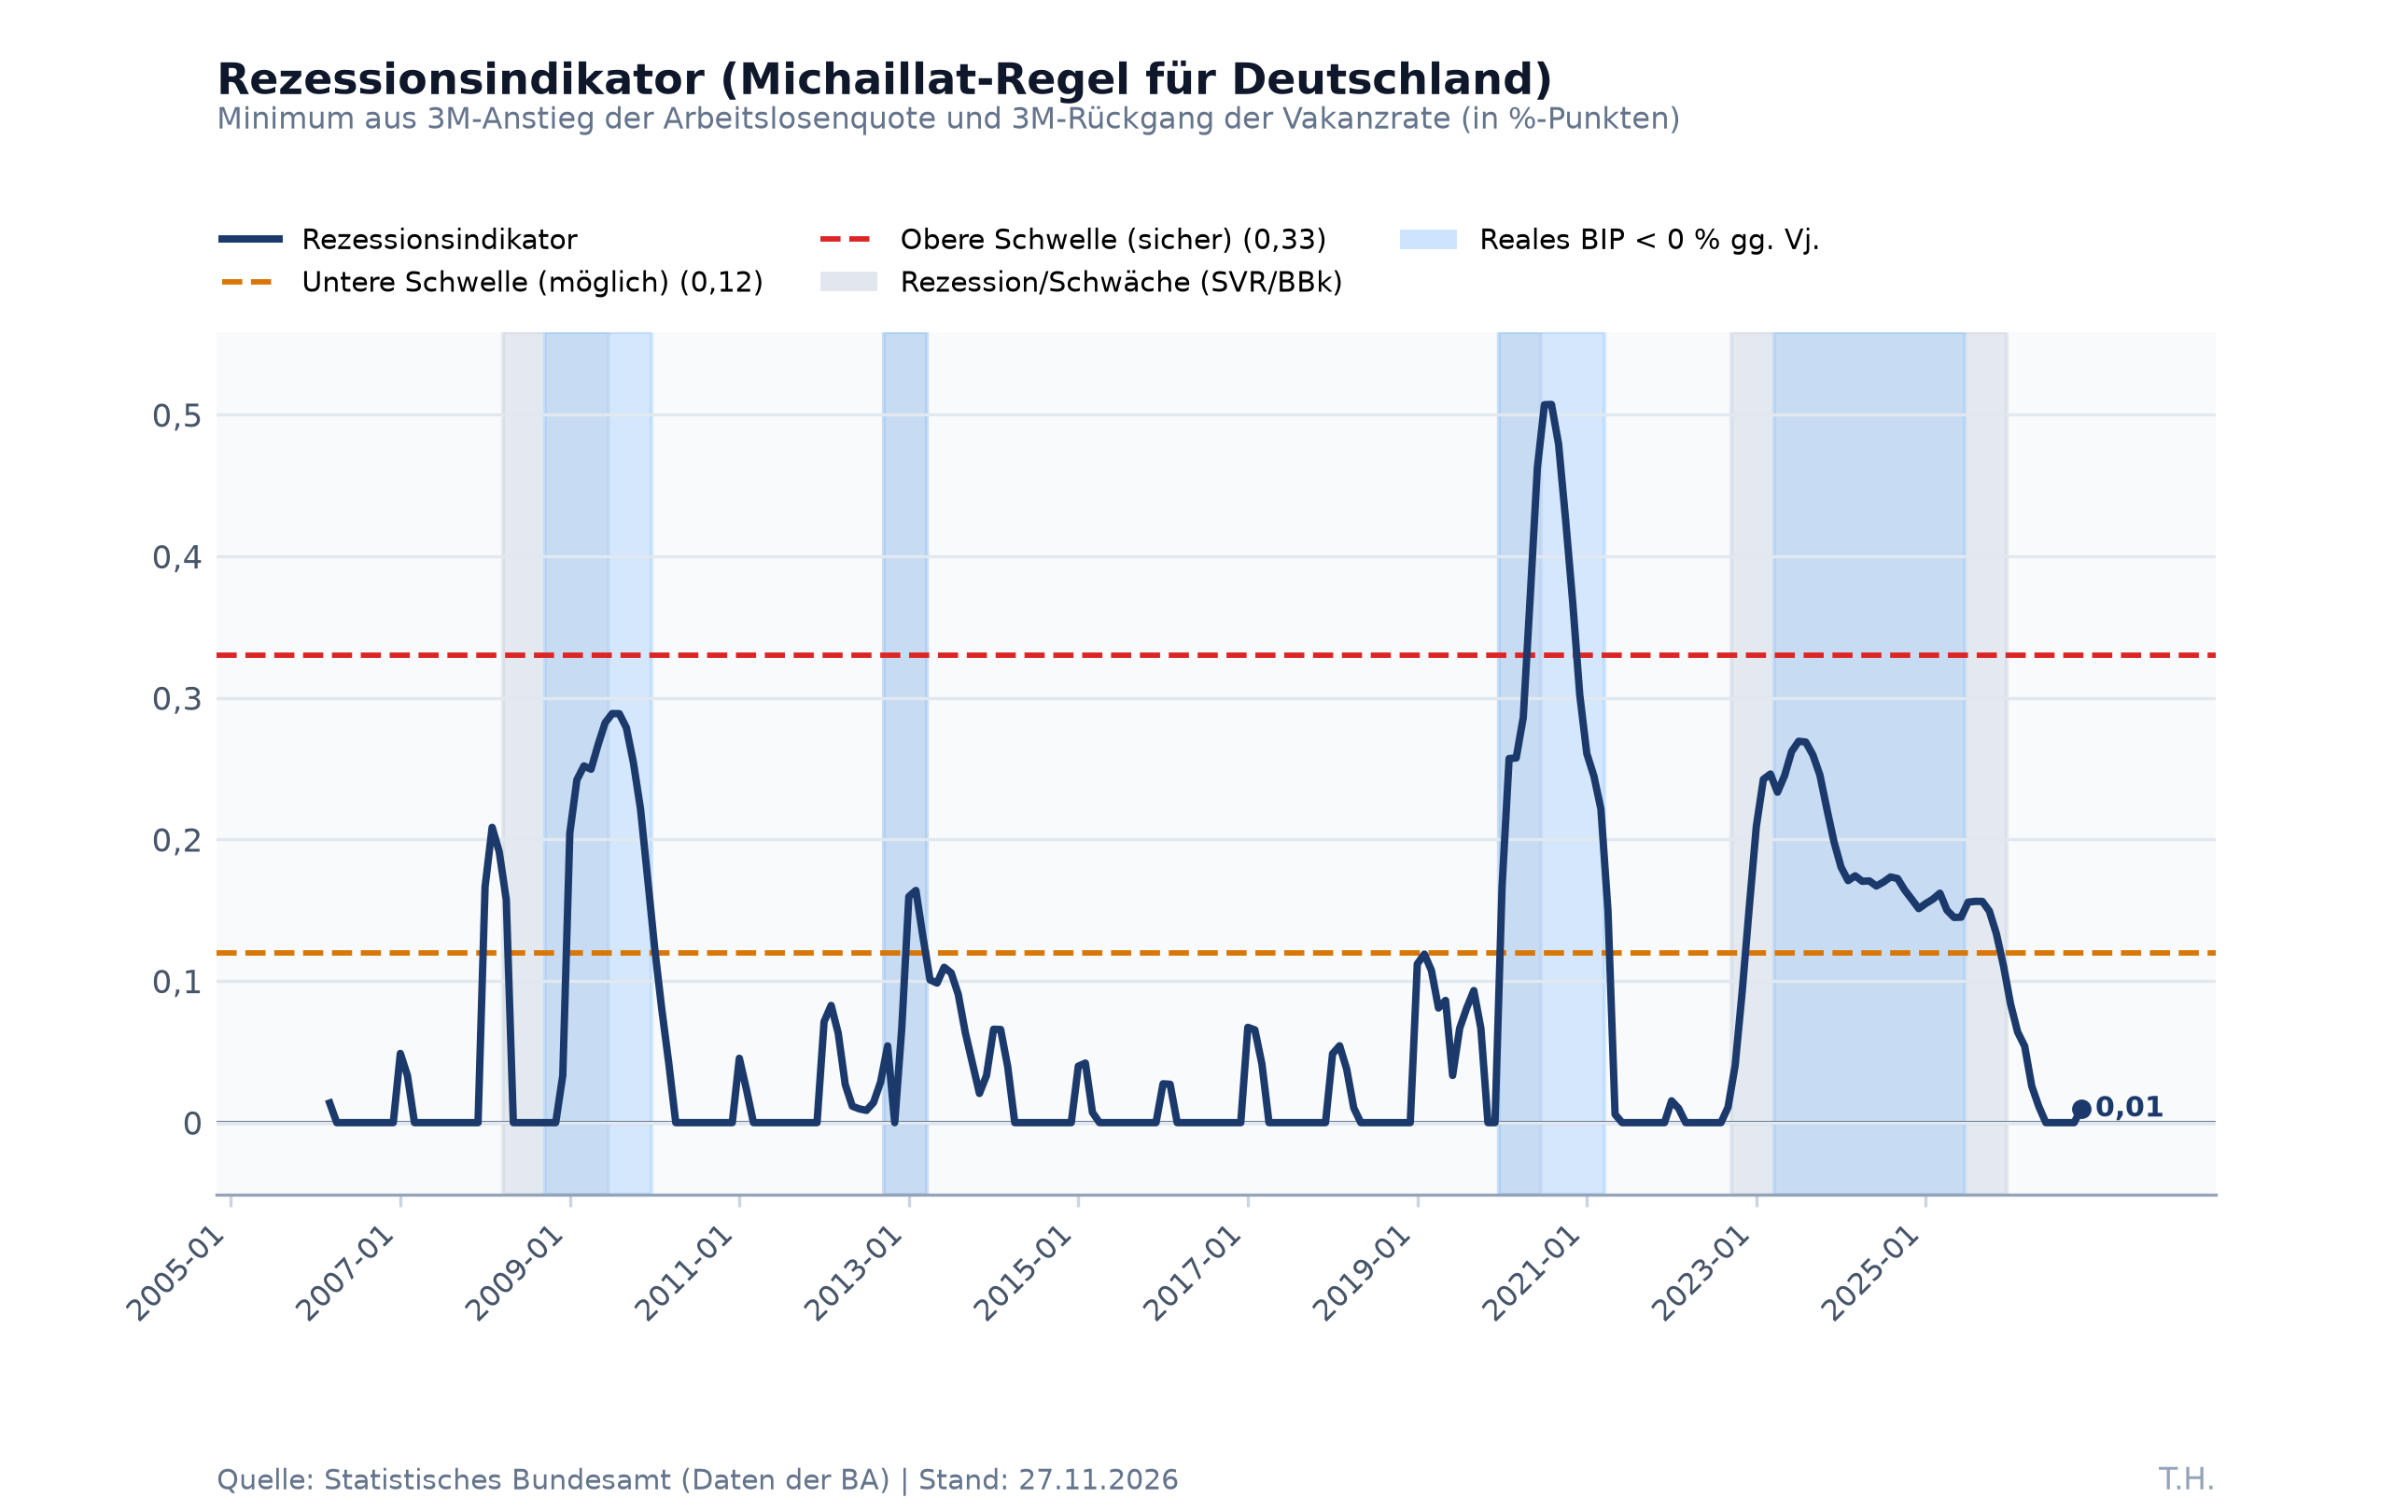 Rezessionsindikator (Michaillat-Regel für Deutschland)
Minimum aus 3M-Anstieg der Arbeitslosenquote und 3M-Rückgang der Vakanzrate (in %-Punkten)
Rezessionsindikator
Untere Schwelle (möglich) (0,12)
Obere Schwelle (sicher) (0,33)
Rezession/Schwäche (SVR/BBk)
Reales BIP < 0 % gg. Vj.
0,5
0,4
0,3
0,2
0,1
0
0,01
2005-01
2007-01
2009-01
2011-01
2013-01
2015-01
2017-01
2019-01
2021-01
2023-01
2025-01
Quelle: Statistisches Bundesamt (Daten der BA) | Stand: 27.11.2026
T.H.